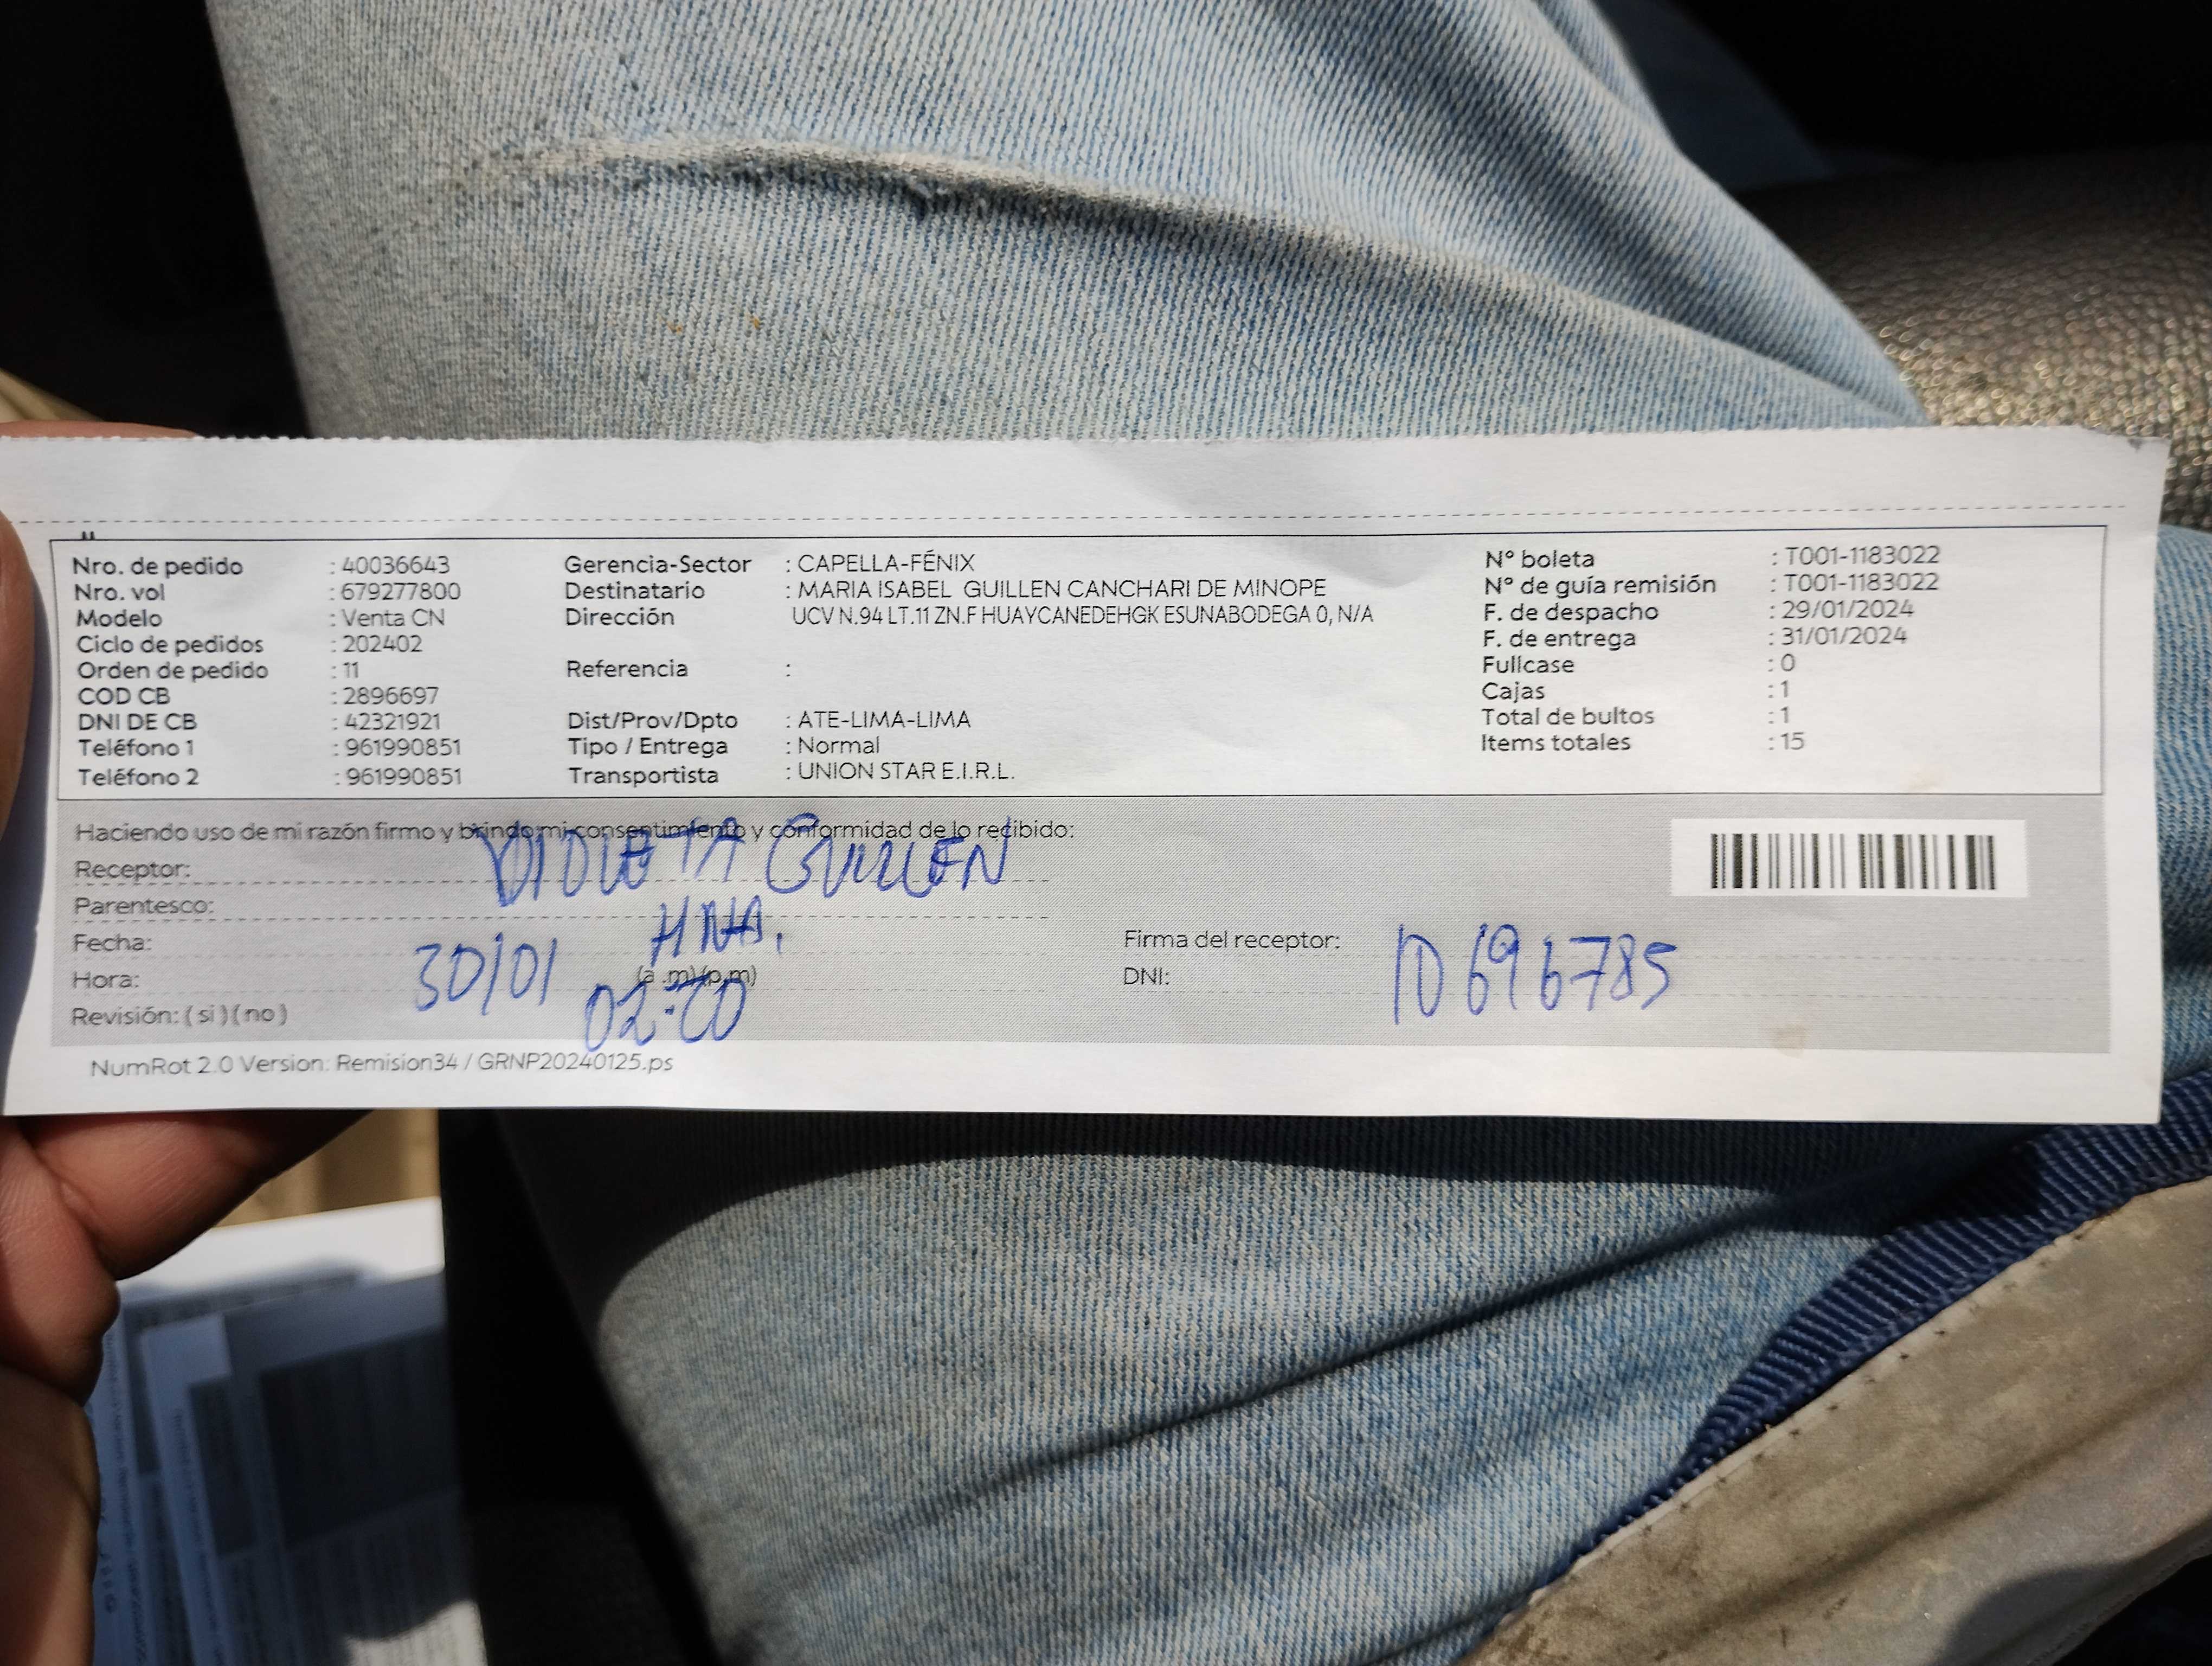 Nro. de pedido : 40036643 Gerencia-Sector : CAPELLA-FÉNIX N° boleta : T001-1183022
Nro. vol : 679277800 Destinatario : MARIA ISABEL GUILLEN CANCHARI DE MINOPE N° de guía remisión : T001-1183022
Modelo : Venta CN Dirección UCV N.94 LT.11 ZN.F HUAYCANEDEHGK ESUNABODEGA 0, N/A F. de despacho : 29/01/2024
Ciclo de pedidos : 202402 F. de entrega : 31/01/2024
Orden de pedido : 11 Referencia : Fullcase : 0
COD CB : 2896697 Cajas : 1
DNI DE CB : 42321921 Dist/Prov/Dpto : ATE-LIMA-LIMA Total de bultos : 1
Teléfono 1 : 961990851 Tipo / Entrega : Normal Items totales : 15
Teléfono 2 : 961990851 Transportista : UNION STAR E.I.R.L.
Haciendo uso de mi razón firmo y brindo mi consentimiento y conformidad de lo recibido:
Receptor: VIOLETA GUILLEN
Parentesco: HNA.
Fecha: 30/01 Firma del receptor:
Hora: 02:20 (a .m)(p.m) DNI: 10696785
Revisión: ( si ) ( no )
NumRot 2.0 Version: Remision34 / GRNP20240125.ps